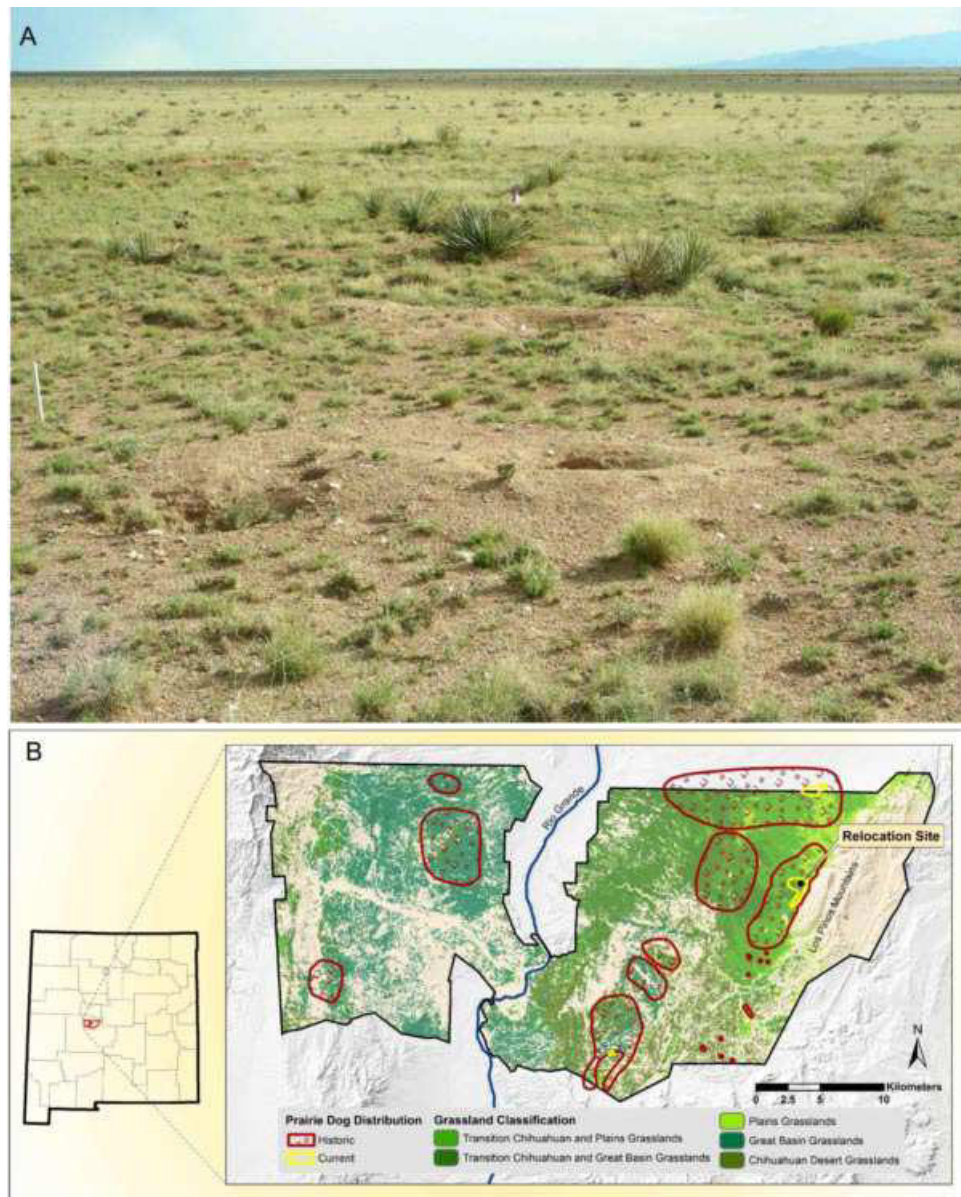 A
B
Rio Grande
Relocation Site
Los Pinos Mountains
N
Kilometers
0 2.5 5 10
Prairie Dog Distribution
Historic
Current
Grassland Classification
Transition Chihuahuan and Plains Grasslands
Transition Chihuahuan and Great Basin Grasslands
Plains Grasslands
Great Basin Grasslands
Chihuahuan Desert Grasslands